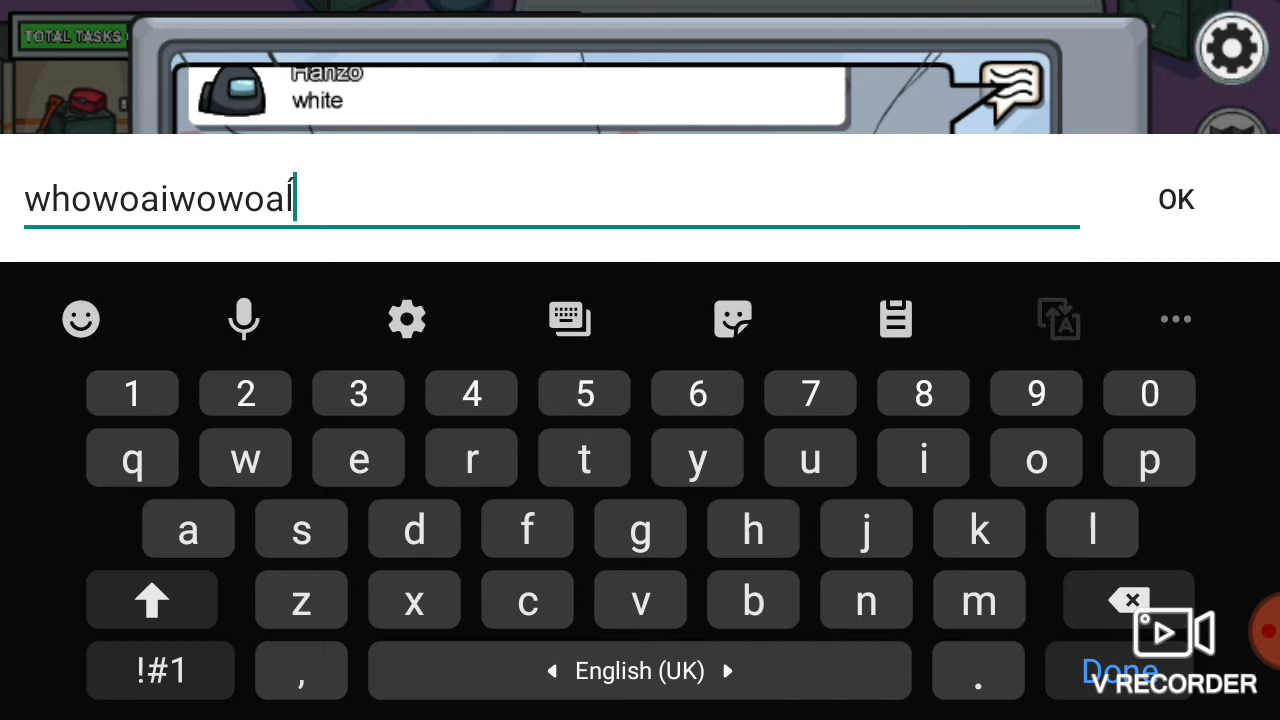 TOTAL TASKS
Hanzo
white
whowoaiwowoaĺ
OK
1 2 3 4 5 6 7 8 9 0
q w e r t y u i o p
a s d f g h j k l
z x c v b n m
!#1 , English (UK) . Done
V RECORDER